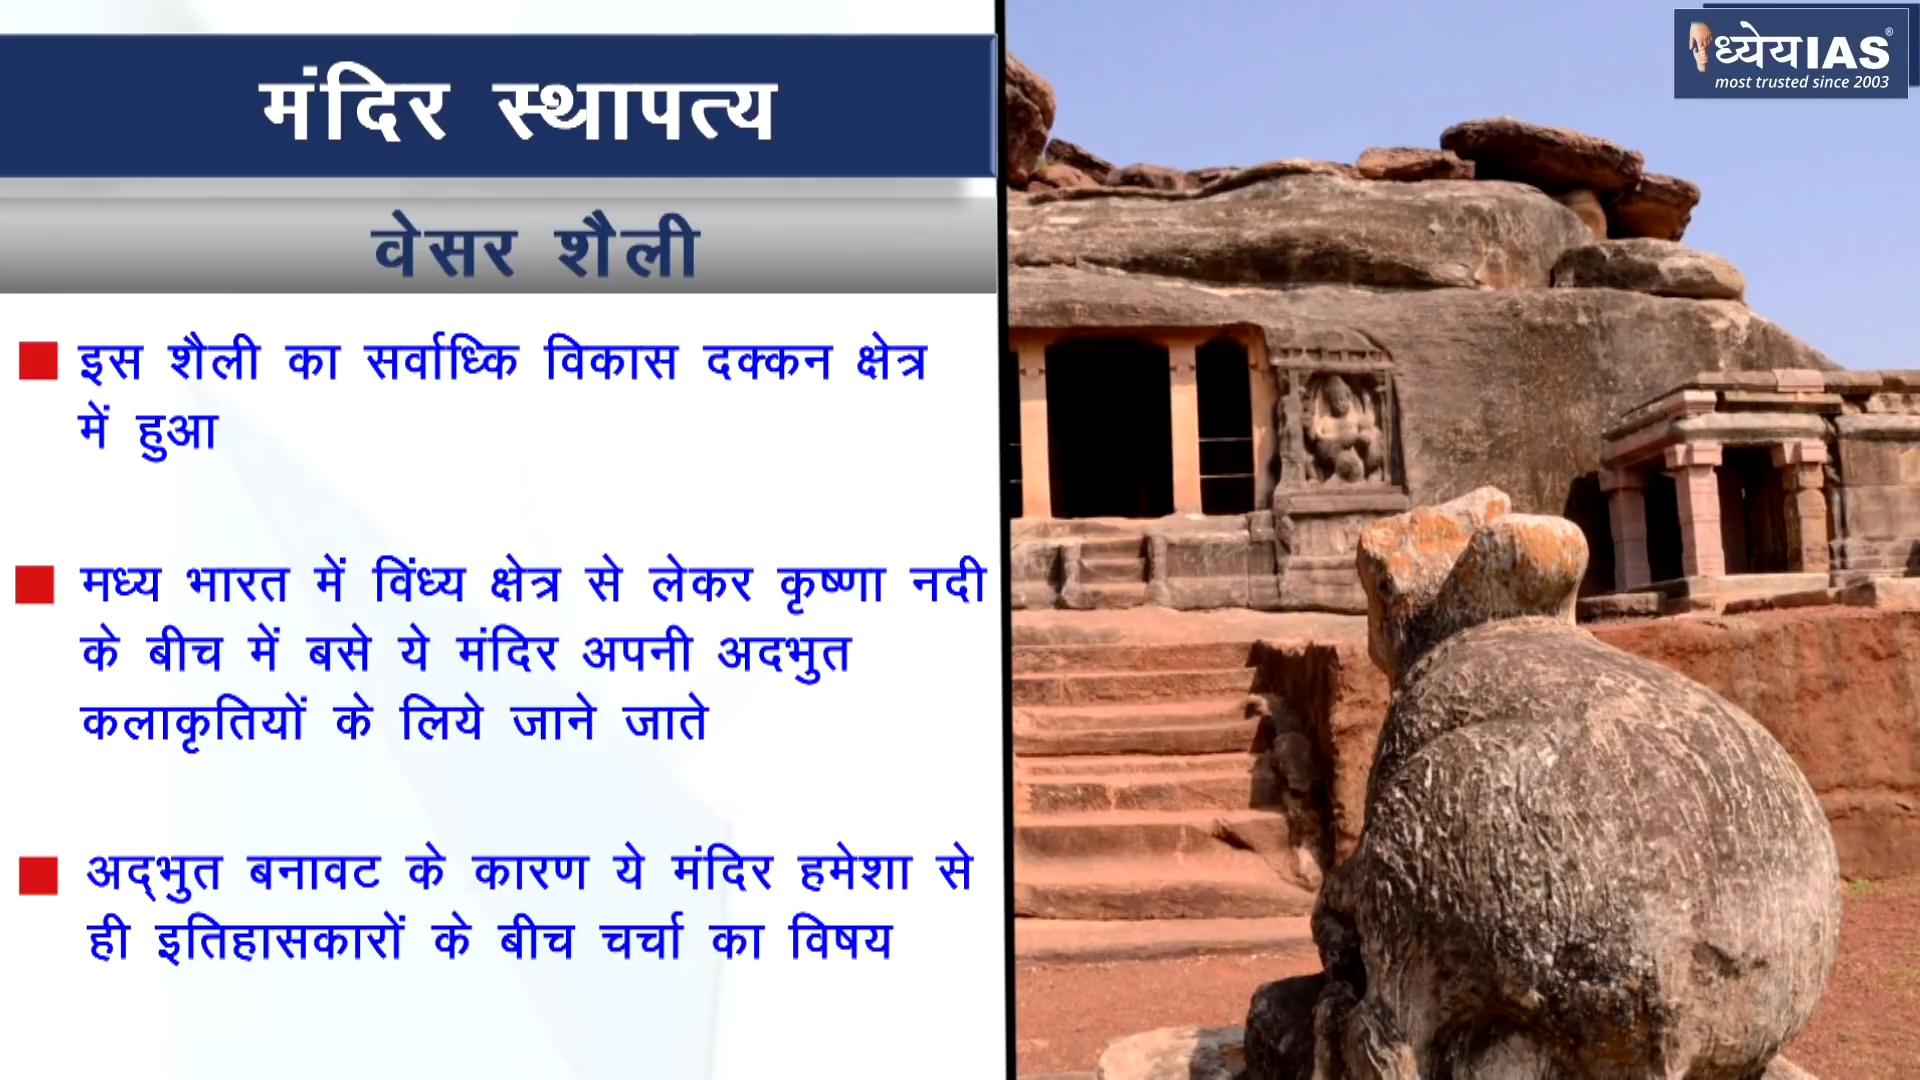 मंदिर स्थापत्य
वेसर शैली
इस शैली का सर्वाध्कि विकास दक्कन क्षेत्र
में हुआ
मध्य भारत में विंध्य क्षेत्र से लेकर कृष्णा नदी
के बीच में बसे ये मंदिर अपनी अदभुत
कलाकृतियों के लिये जाने जाते
अद्भुत बनावट के कारण ये मंदिर हमेशा से
ही इतिहासकारों के बीच चर्चा का विषय
ध्येयIAS®
most trusted since 2003